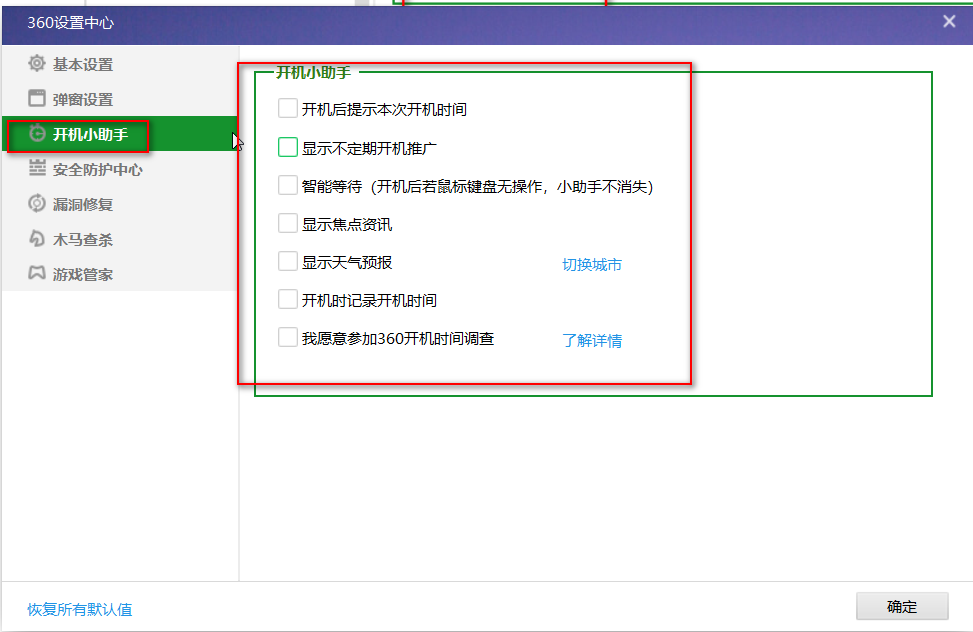 360设置中心
基本设置
弹窗设置
开机小助手
安全防护中心
漏洞修复
木马查杀
游戏管家
开机小助手
开机后提示本次开机时间
显示不定期开机推广
智能等待（开机后若鼠标键盘无操作，小助手不消失）
显示焦点资讯
显示天气预报 切换城市
开机时记录开机时间
我愿意参加360开机时间调查 了解详情
恢复所有默认值 确定